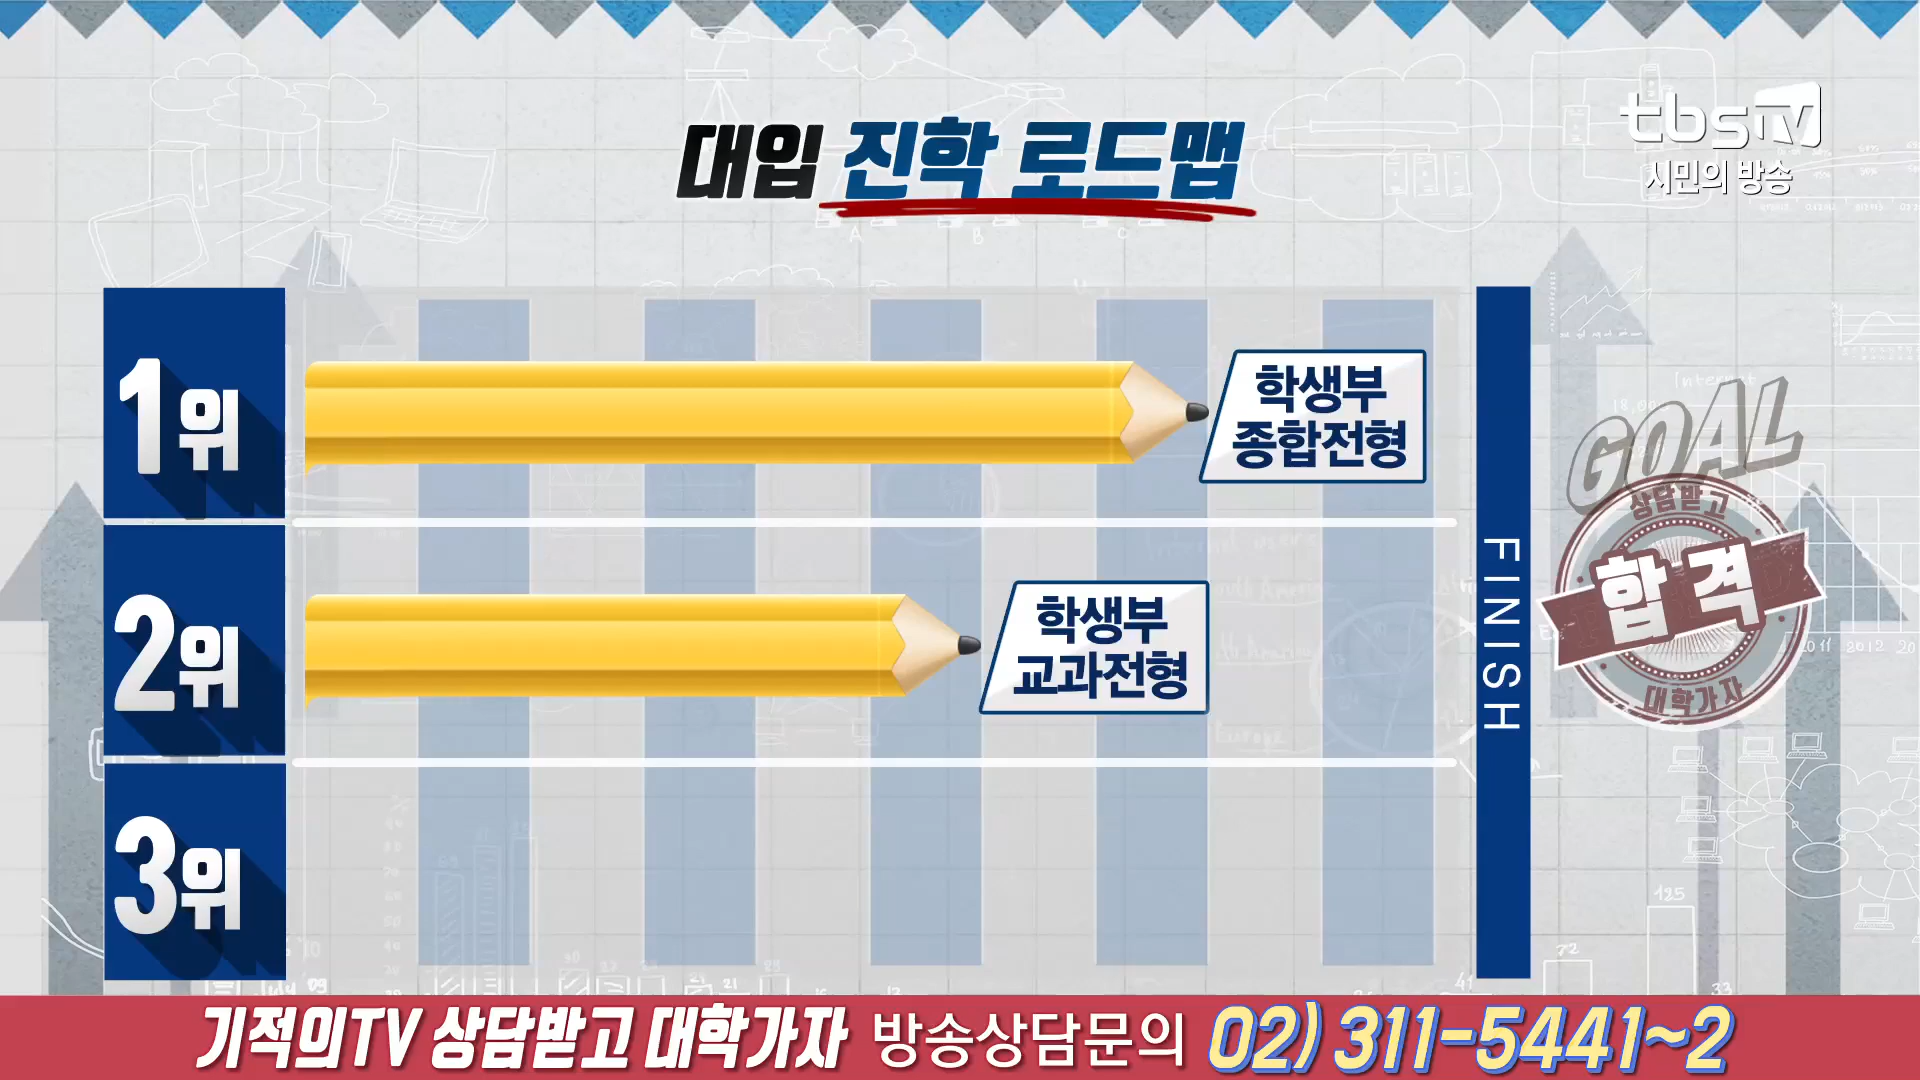 tbsTV
시민의 방송
대입 진학 로드맵
1위
학생부
종합전형
2위
학생부
교과전형
3위
FINISH
GOAL
상담받고
합격
대학가자
기적의TV 상담받고 대학가자 방송상담문의 02) 311-5441~2